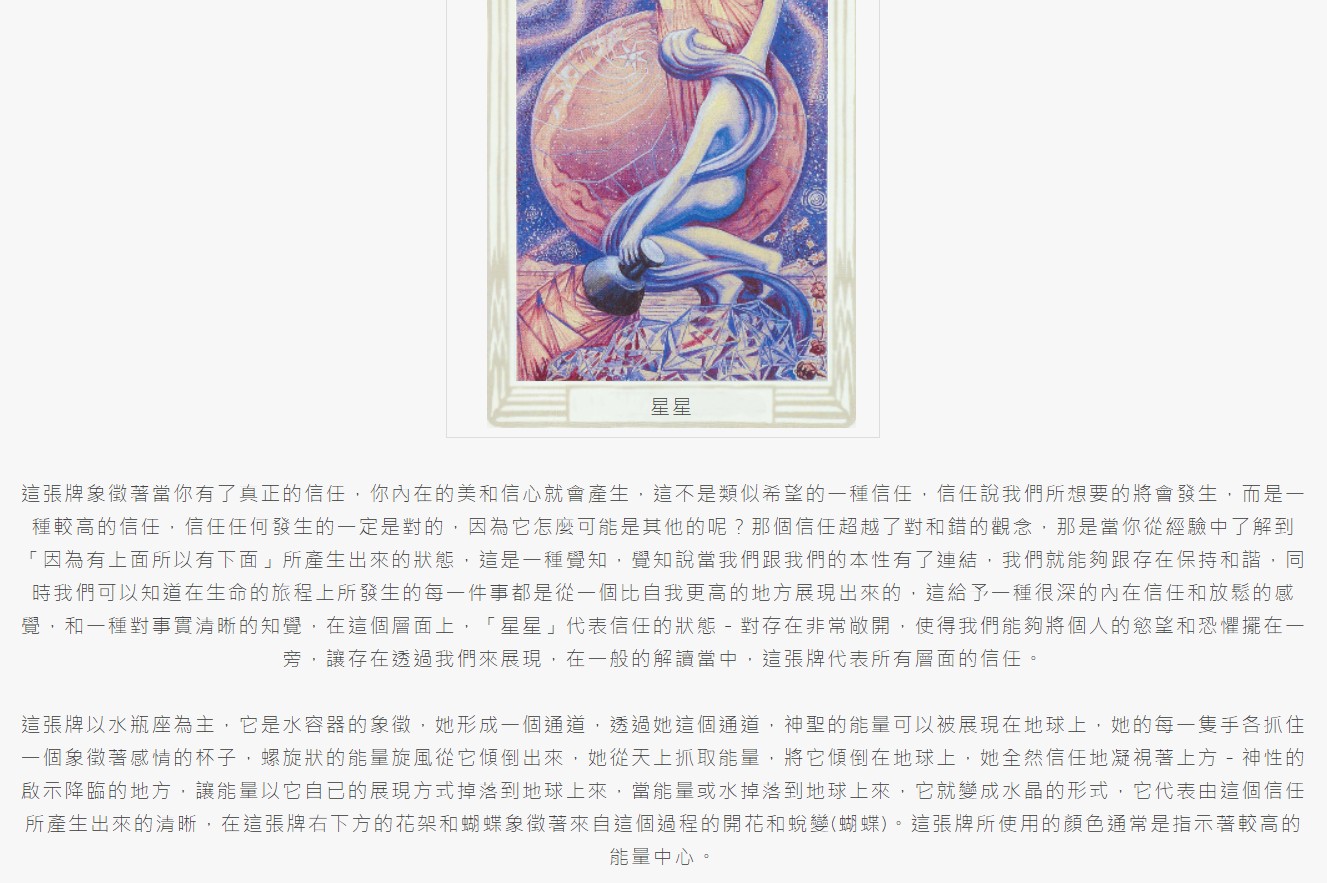 星星
這張牌象徵著當你有了真正的信任，你內在的美和信心就會產生，這不是類似希望的一種信任，信任說我們所想要的將會發生，而是一
種較高的信任，信任任何發生的一定是對的，因為它怎麼可能是其他的呢？那個信任超越了對和錯的觀念，那是當你從經驗中了解到
「因為有上面所以有下面」所產生出來的狀態，這是一種覺知，覺知說當我們跟我們的本性有了連結，我們就能夠跟存在保持和諧，同
時我們可以知道在生命的旅程上所發生的每一件事都是從一個比自我更高的地方展現出來的，這給予一種很深的內在信任和放鬆的感
覺，和一種對事實清晰的知覺，在這個層面上，「星星」代表信任的狀態 - 對存在非常敞開，使得我們能夠將個人的慾望和恐懼擺在一
旁，讓存在透過我們來展現，在一般的解讀當中，這張牌代表所有層面的信任。
這張牌以水瓶座為主，它是水容器的象徵，她形成一個通道，透過她這個通道，神聖的能量可以被展現在地球上，她的每一隻手各抓住
一個象徵著感情的杯子，螺旋狀的能量旋風從它傾倒出來，她從天上抓取能量，將它傾倒在地球上，她全然信任地凝視著上方 - 神性的
啟示降臨的地方，讓能量以它自已的展現方式掉落到地球上來，當能量或水掉落到地球上來，它就變成水晶的形式，它代表由這個信任
所產生出來的清晰，在這張牌右下方的花架和蝴蝶象徵著來自這個過程的開花和蛻變(蝴蝶)。這張牌所使用的顏色通常是指示著較高的
能量中心。